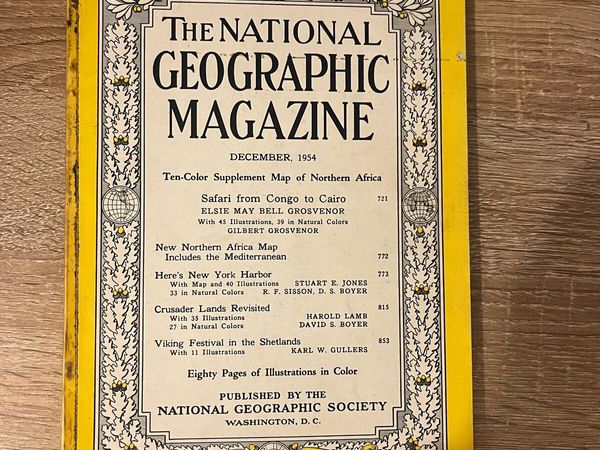 THE NATIONAL
GEOGRAPHIC
MAGAZINE
DECEMBER, 1954
Ten-Color Supplement Map of Northern Africa
Safari from Congo to Cairo 721
ELSIE MAY BELL GROSVENOR
With 45 Illustrations, 39 in Natural Colors
GILBERT GROSVENOR
New Northern Africa Map
Includes the Mediterranean 772
Here's New York Harbor 773
With Map and 40 Illustrations STUART E. JONES
33 in Natural Colors R. F. SISSON, D. S. BOYER
Crusader Lands Revisited 815
With 35 Illustrations HAROLD LAMB
27 in Natural Colors DAVID S. BOYER
Viking Festival in the Shetlands 853
With 11 Illustrations KARL W. GULLERS
Eighty Pages of Illustrations in Color
PUBLISHED BY THE
NATIONAL GEOGRAPHIC SOCIETY
WASHINGTON, D. C.